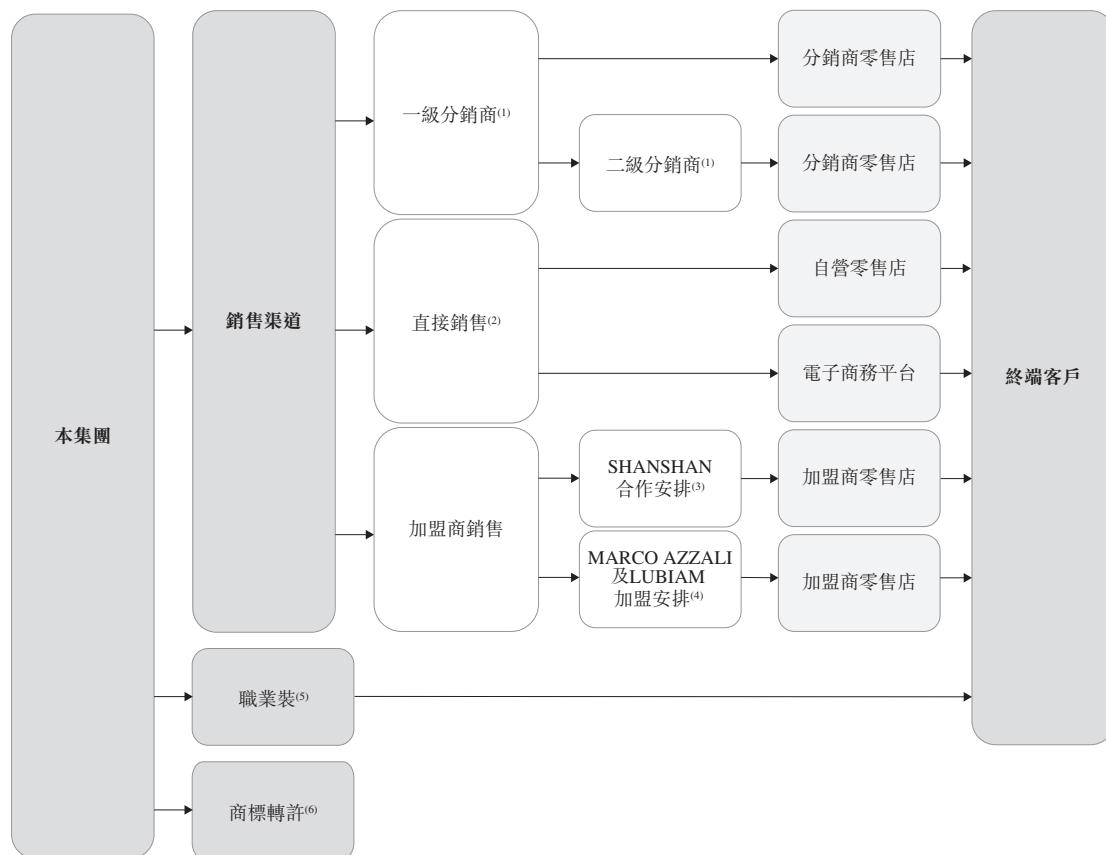 本集團
銷售渠道
一級分銷商(1)
二級分銷商(1)
分銷商零售店
分銷商零售店
直接銷售(2)
自營零售店
電子商務平台
加盟商銷售
SHANSHAN
合作安排(3)
加盟商零售店
MARCO AZZALI
及LUBIAM
加盟安排(4)
加盟商零售店
終端客戶
職業裝(5)
商標轉許(6)